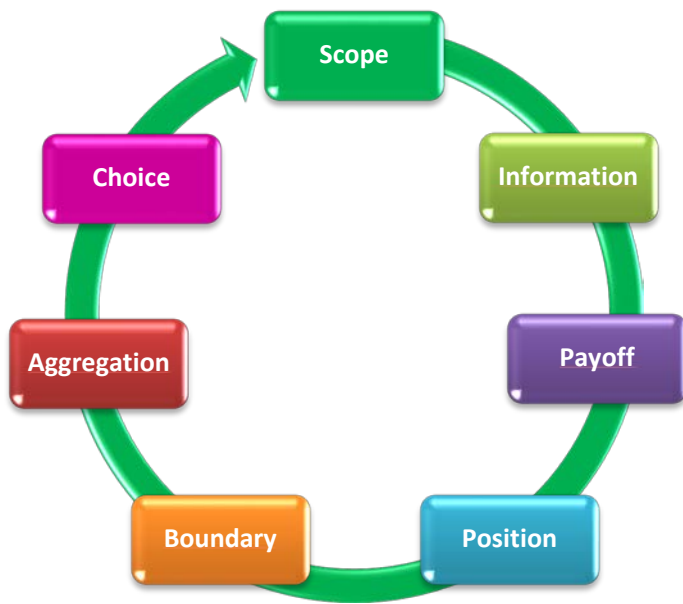 Scope
Information
Payoff
Position
Boundary
Aggregation
Choice